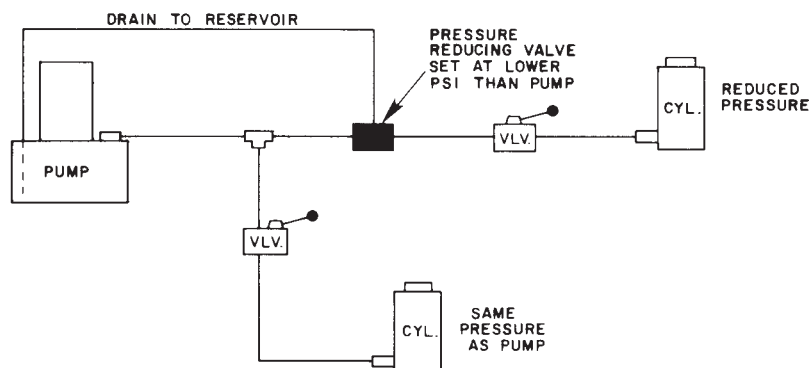 DRAIN TO RESERVOIR
PRESSURE
REDUCING VALVE
SET AT LOWER
PSI THAN PUMP
REDUCED
PRESSURE
CYL.
VLV.
PUMP
VLV.
CYL.
SAME
PRESSURE
AS PUMP